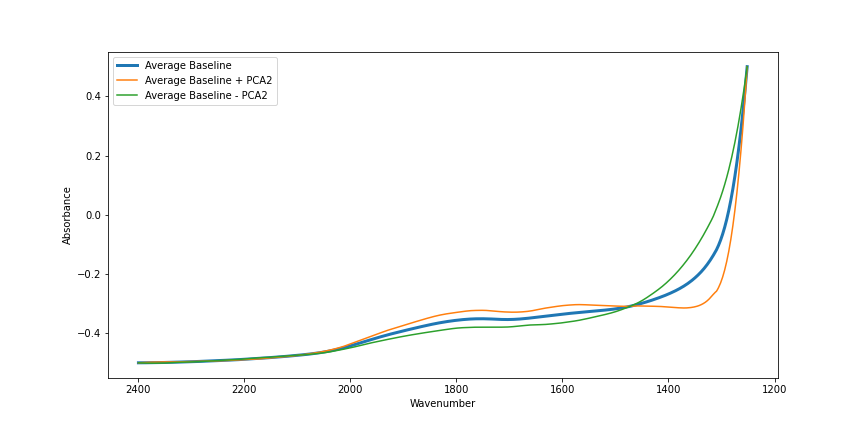 Average Baseline
Average Baseline + PCA2
Average Baseline - PCA2
0.4
0.2
0.0
−0.2
−0.4
Absorbance
2400 2200 2000 1800 1600 1400 1200
Wavenumber